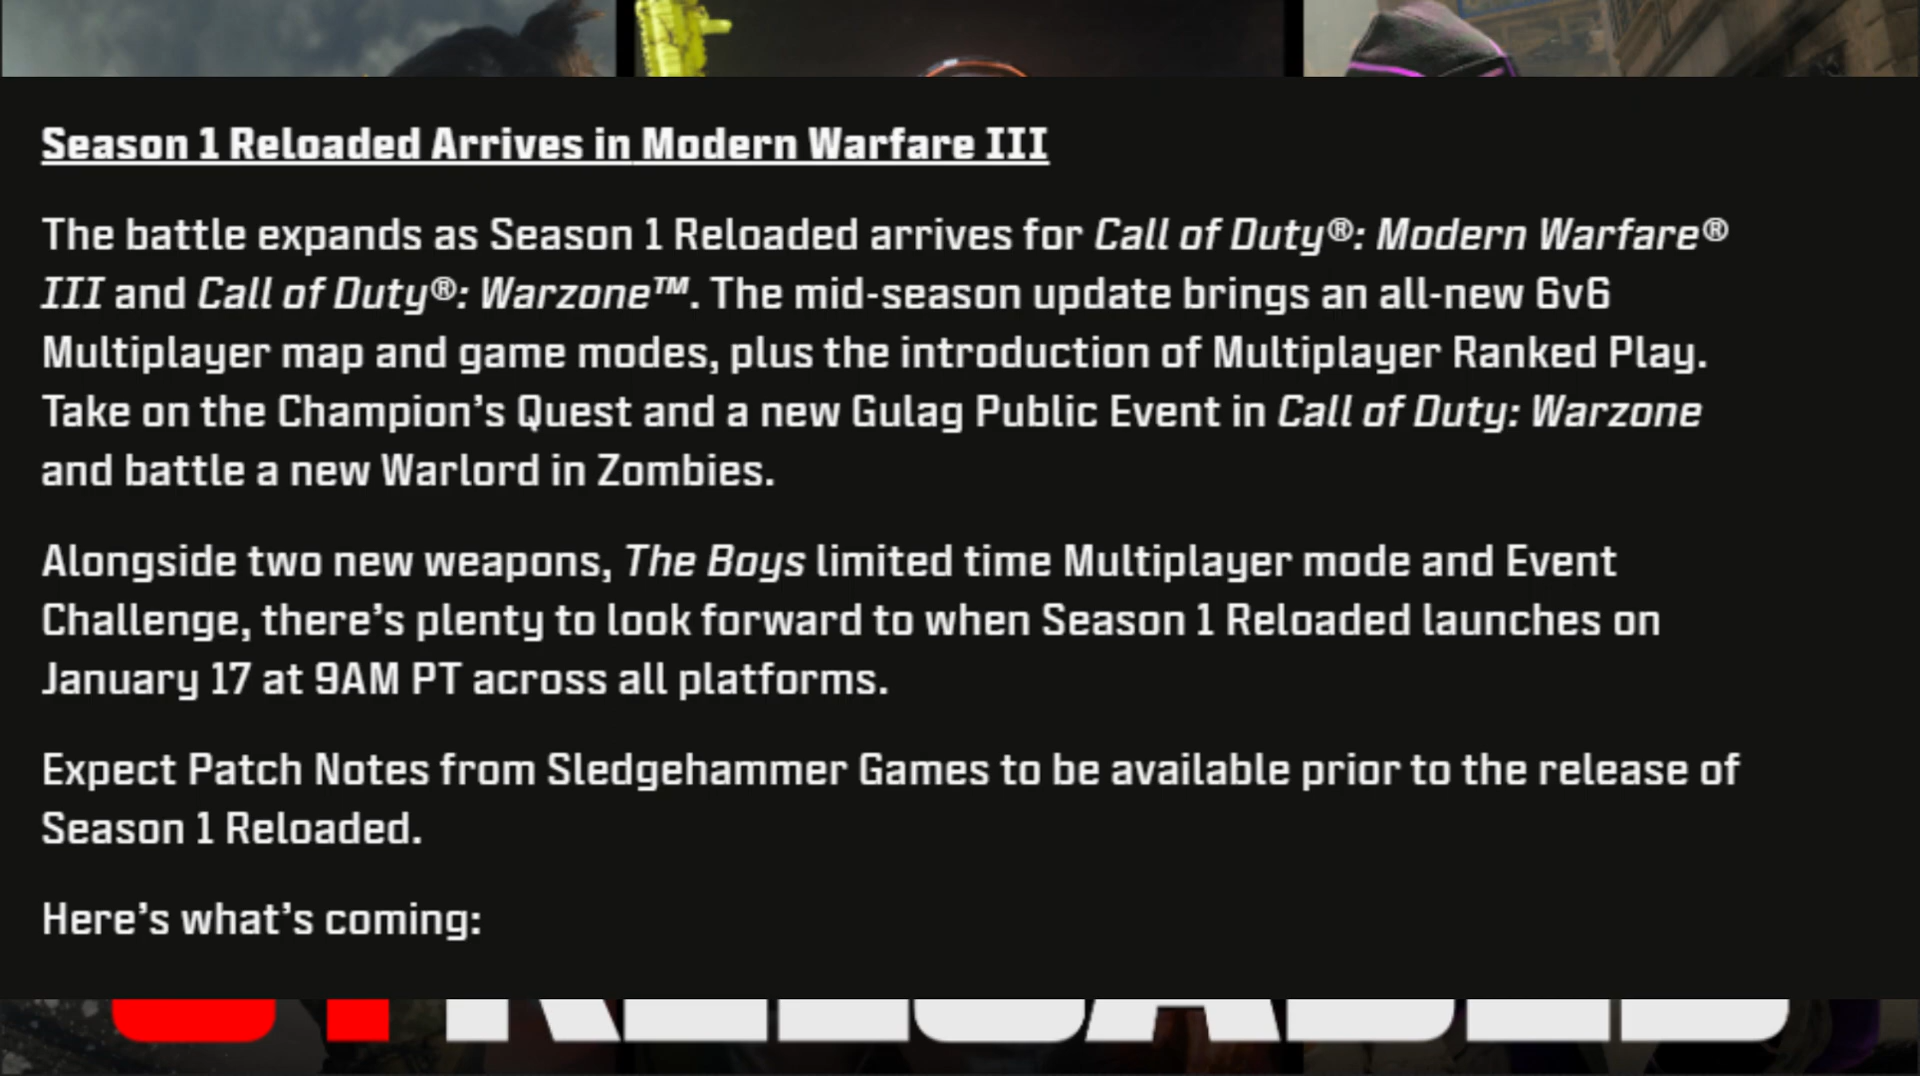 Season 1 Reloaded Arrives in Modern Warfare III
The battle expands as Season 1 Reloaded arrives for Call of Duty®: Modern Warfare®
III and Call of Duty®: Warzone™. The mid-season update brings an all-new 6v6
Multiplayer map and game modes, plus the introduction of Multiplayer Ranked Play.
Take on the Champion’s Quest and a new Gulag Public Event in Call of Duty: Warzone
and battle a new Warlord in Zombies.
Alongside two new weapons, The Boys limited time Multiplayer mode and Event
Challenge, there’s plenty to look forward to when Season 1 Reloaded launches on
January 17 at 9AM PT across all platforms.
Expect Patch Notes from Sledgehammer Games to be available prior to the release of
Season 1 Reloaded.
Here’s what’s coming: